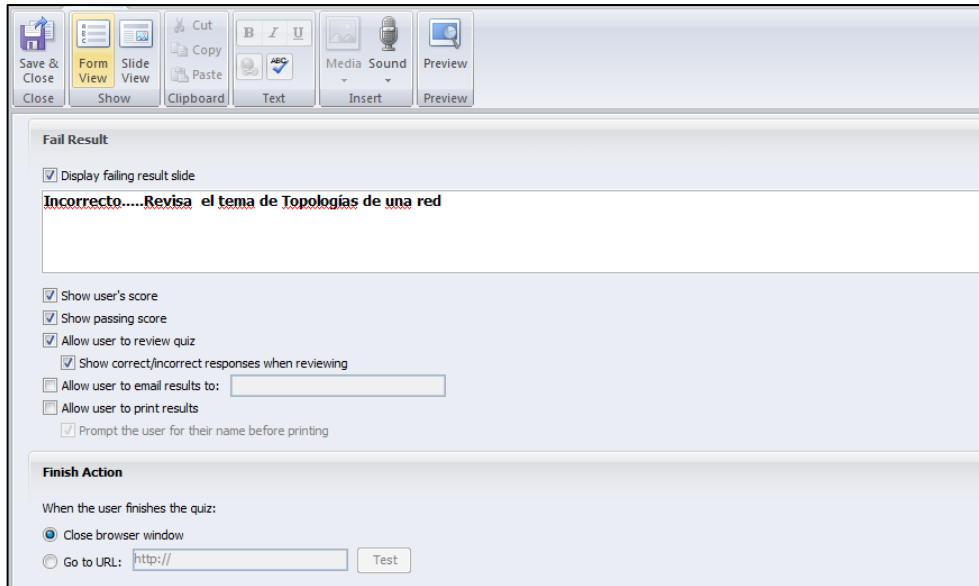 Save & Close
Form View
Slide View
Cut
Copy
Paste
B I U
ABC
Media
Sound
Preview
Close
Show
Clipboard
Text
Insert
Preview
Fail Result
Display failing result slide
Incorrecto.....Revisa el tema de Topologías de una red
Show user's score
Show passing score
Allow user to review quiz
Show correct/incorrect responses when reviewing
Allow user to email results to:
Allow user to print results
Prompt the user for their name before printing
Finish Action
When the user finishes the quiz:
Close browser window
Go to URL: http:// Test